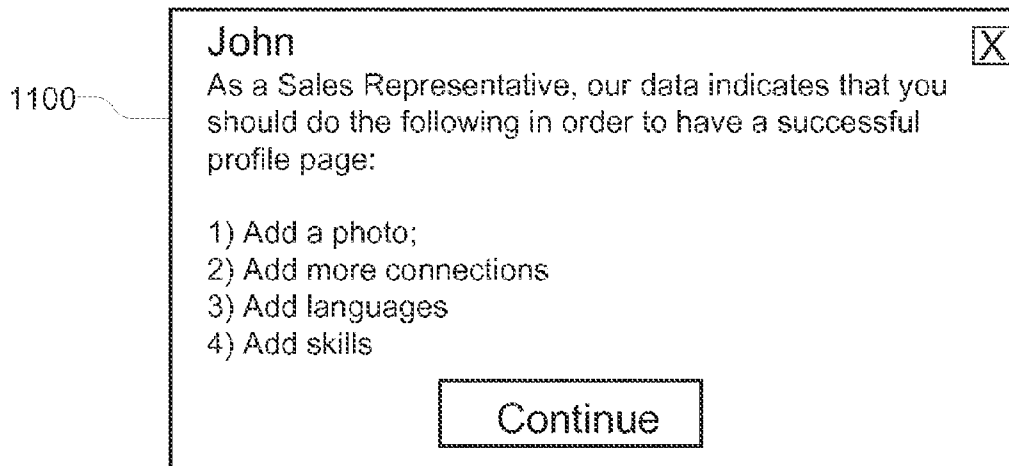 John
X
1100
As a Sales Representative, our data indicates that you
should do the following in order to have a successful
profile page:
1) Add a photo;
2) Add more connections
3) Add languages
4) Add skills
Continue